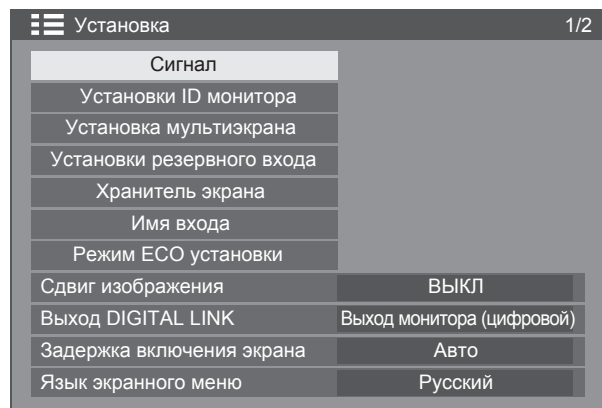 Установка 1/2
Сигнал
Установки ID монитора
Установка мультиэкрана
Установки резервного входа
Хранитель экрана
Имя входа
Режим ECO установки
Сдвиг изображения ВЫКЛ
Выход DIGITAL LINK Выход монитора (цифровой)
Задержка включения экрана Авто
Язык экранного меню Русский